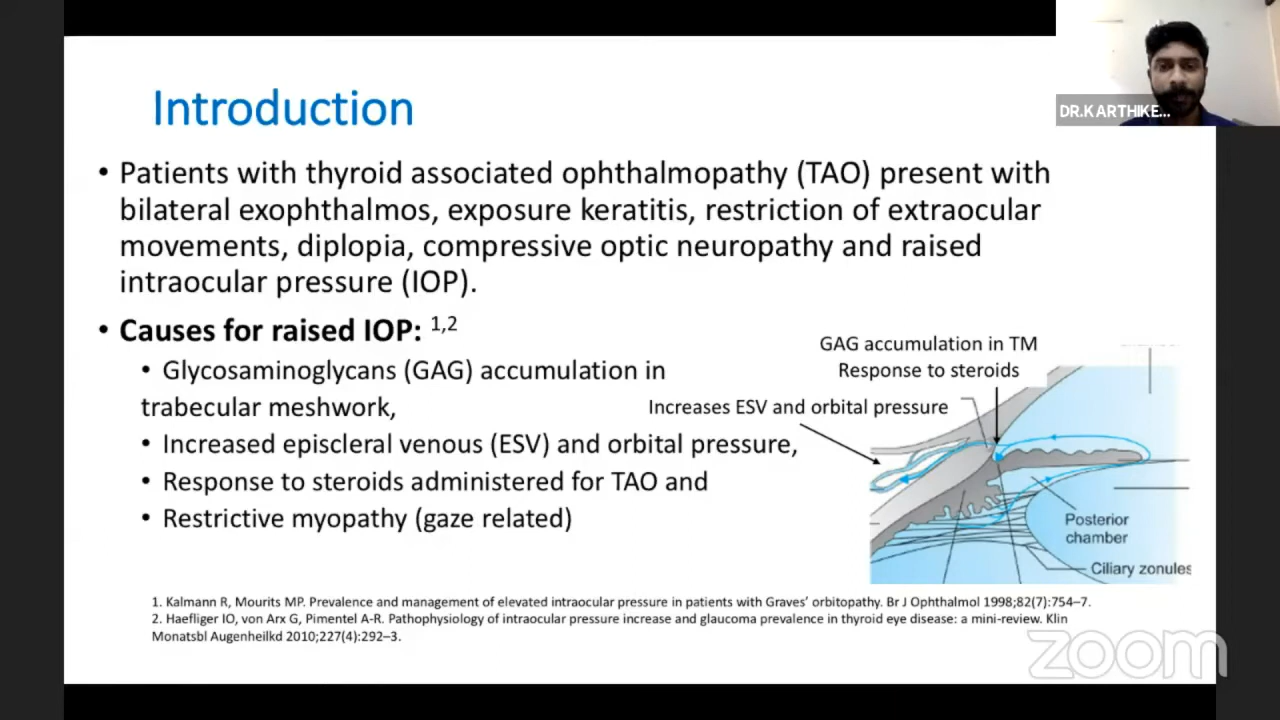 Introduction
• Patients with thyroid associated ophthalmopathy (TAO) present with
bilateral exophthalmos, exposure keratitis, restriction of extraocular
movements, diplopia, compressive optic neuropathy and raised
intraocular pressure (IOP).
• Causes for raised IOP: 1,2
• Glycosaminoglycans (GAG) accumulation in
trabecular meshwork,
• Increased episcleral venous (ESV) and orbital pressure,
• Response to steroids administered for TAO and
• Restrictive myopathy (gaze related)
GAG accumulation in TM
Response to steroids
Increases ESV and orbital pressure
Posterior
chamber
Ciliary zonules
1. Kalmann R, Mourits MP. Prevalence and management of elevated intraocular pressure in patients with Graves’ orbitopathy. Br J Ophthalmol 1998;82(7):754–7.
2. Haefliger IO, von Arx G, Pimentel A-R. Pathophysiology of intraocular pressure increase and glaucoma prevalence in thyroid eye disease: a mini-review. Klin
Monatsbl Augenheilkd 2010;227(4):292–3.
DR.KARTHIKE...
zoom